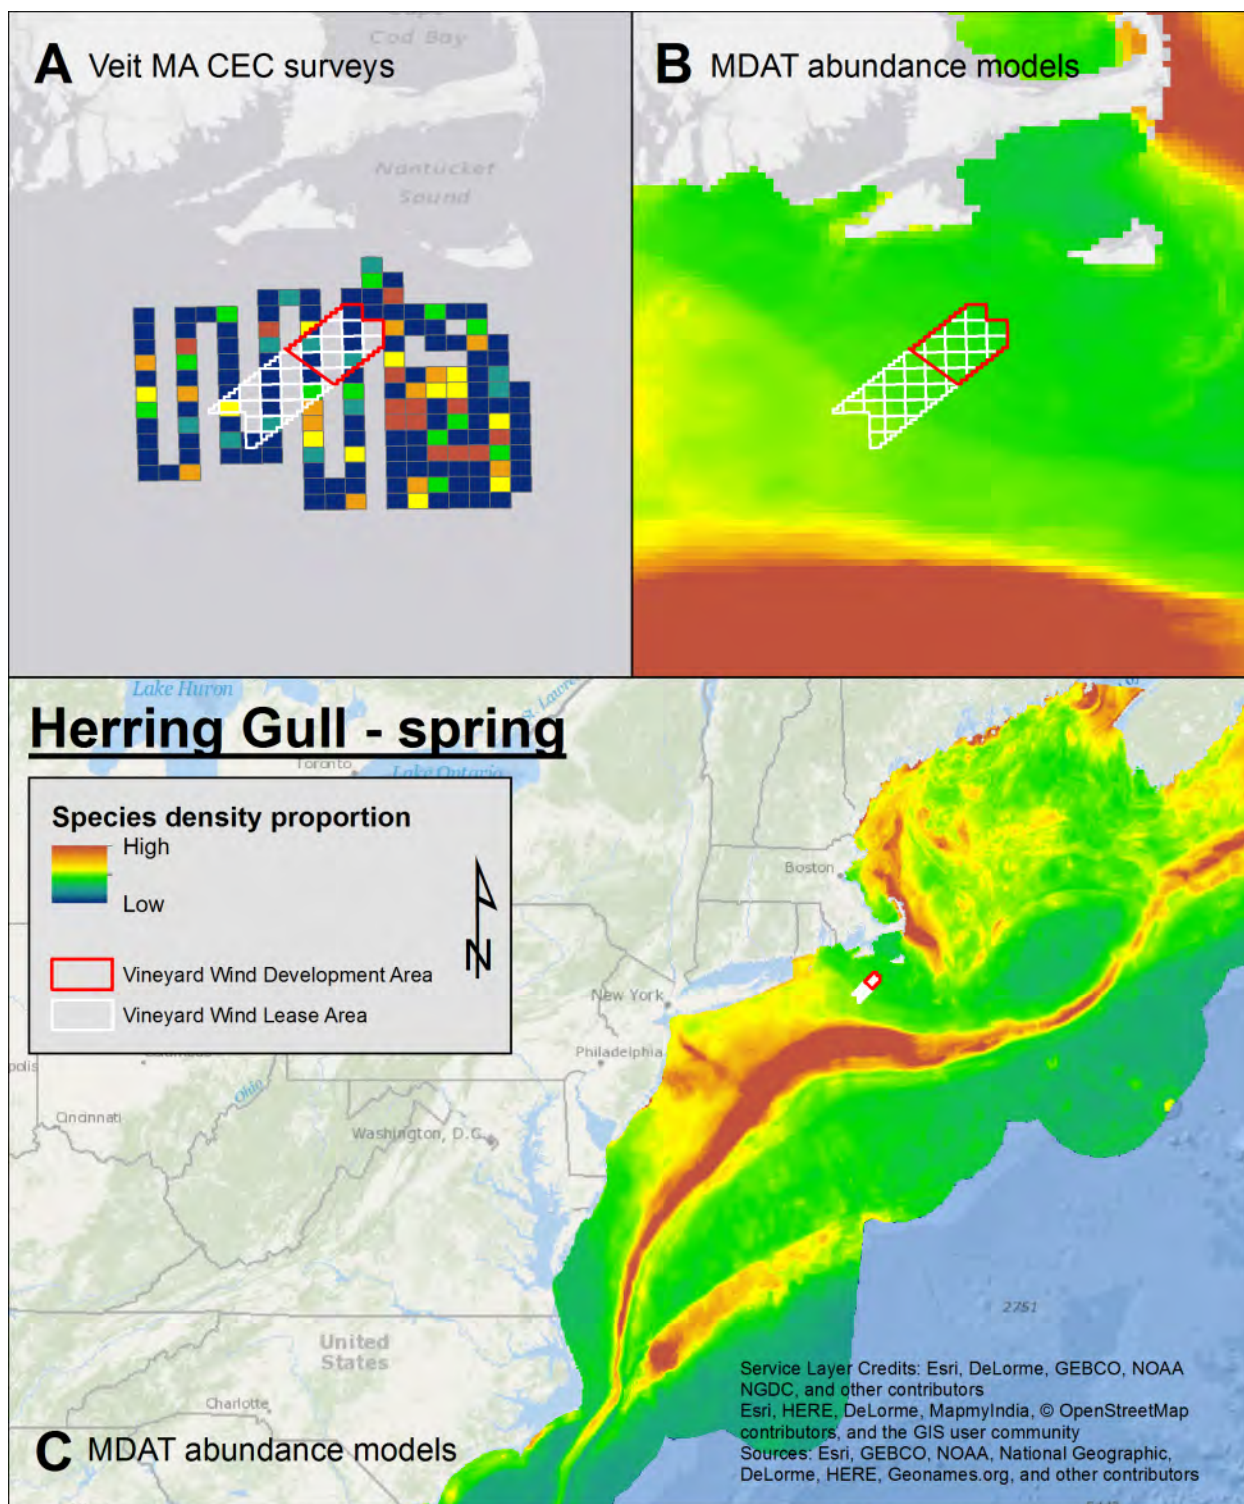 Cod Bay
A Veit MA CEC surveys
Nantucket
Sound
B MDAT abundance models
Lake Huron
St. Lawre
Herring Gull - spring
Toronto
Lake Ontario
Species density proportion
High
Low
Vineyard Wind Development Area
Vineyard Wind Lease Area
N
Boston
New York
Philadelphia
polis
Ohio
Cincinnati
Washington, D.C.
United
States
Charlotte
2751
C MDAT abundance models
Service Layer Credits: Esri, DeLorme, GEBCO, NOAA
NGDC, and other contributors
Esri, HERE, DeLorme, MapmyIndia, © OpenStreetMap
contributors, and the GIS user community
Sources: Esri, GEBCO, NOAA, National Geographic,
DeLorme, HERE, Geonames.org, and other contributors